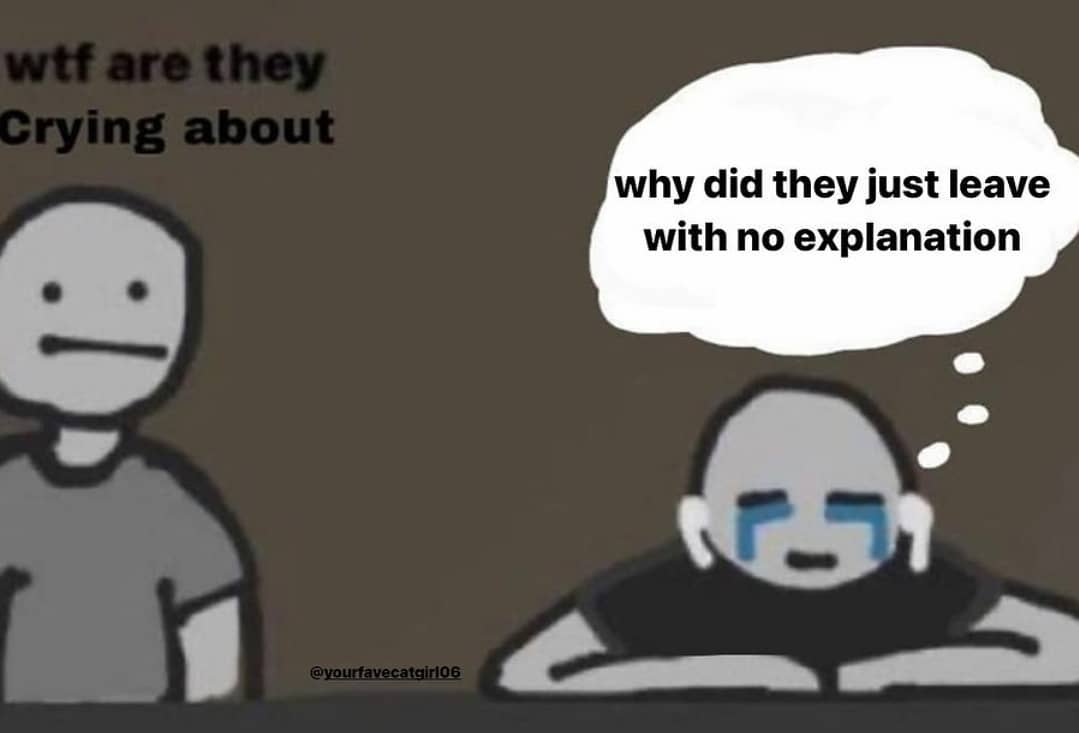 wtf are they
Crying about
why did they just leave
with no explanation
@yourfavecatgirl06